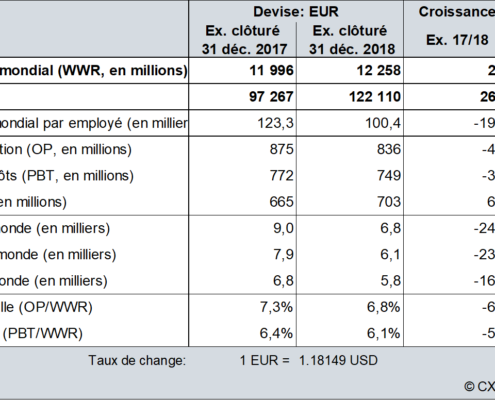 Devise: EUR Croissance
Ex. clôturé Ex. clôturé
31 déc. 2017 31 déc. 2018 Ex. 17/18
mondial (WWR, en millions) 11 996 12 258 2
97 267 122 110 26
ondial par employé (en millier 123,3 100,4 -19
tion (OP, en millions) 875 836 -4
ôts (PBT, en millions) 772 749 -3
en millions) 665 703 6
onde (en milliers) 9,0 6,8 -24
monde (en milliers) 7,9 6,1 -23
onde (en milliers) 6,8 5,8 -16
lle (OP/WWR) 7,3% 6,8% -6
(PBT/WWR) 6,4% 6,1% -5
Taux de change: 1 EUR = 1.18149 USD
© CX